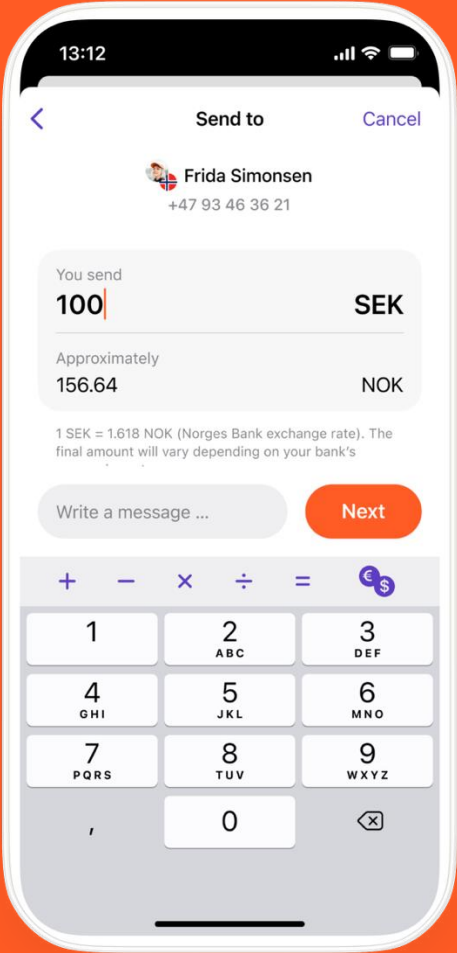 13:12
Send to
Cancel
Frida Simonsen
+47 93 46 36 21
You send
100 SEK
Approximately
156.64 NOK
1 SEK = 1.618 NOK (Norges Bank exchange rate). The
final amount will vary depending on your bank's
Write a message ...
Next
+ − × ÷ = € $
1
2
ABC
3
DEF
4
GHI
5
JKL
6
MNO
7
PQRS
8
TUV
9
WXYZ
,
0